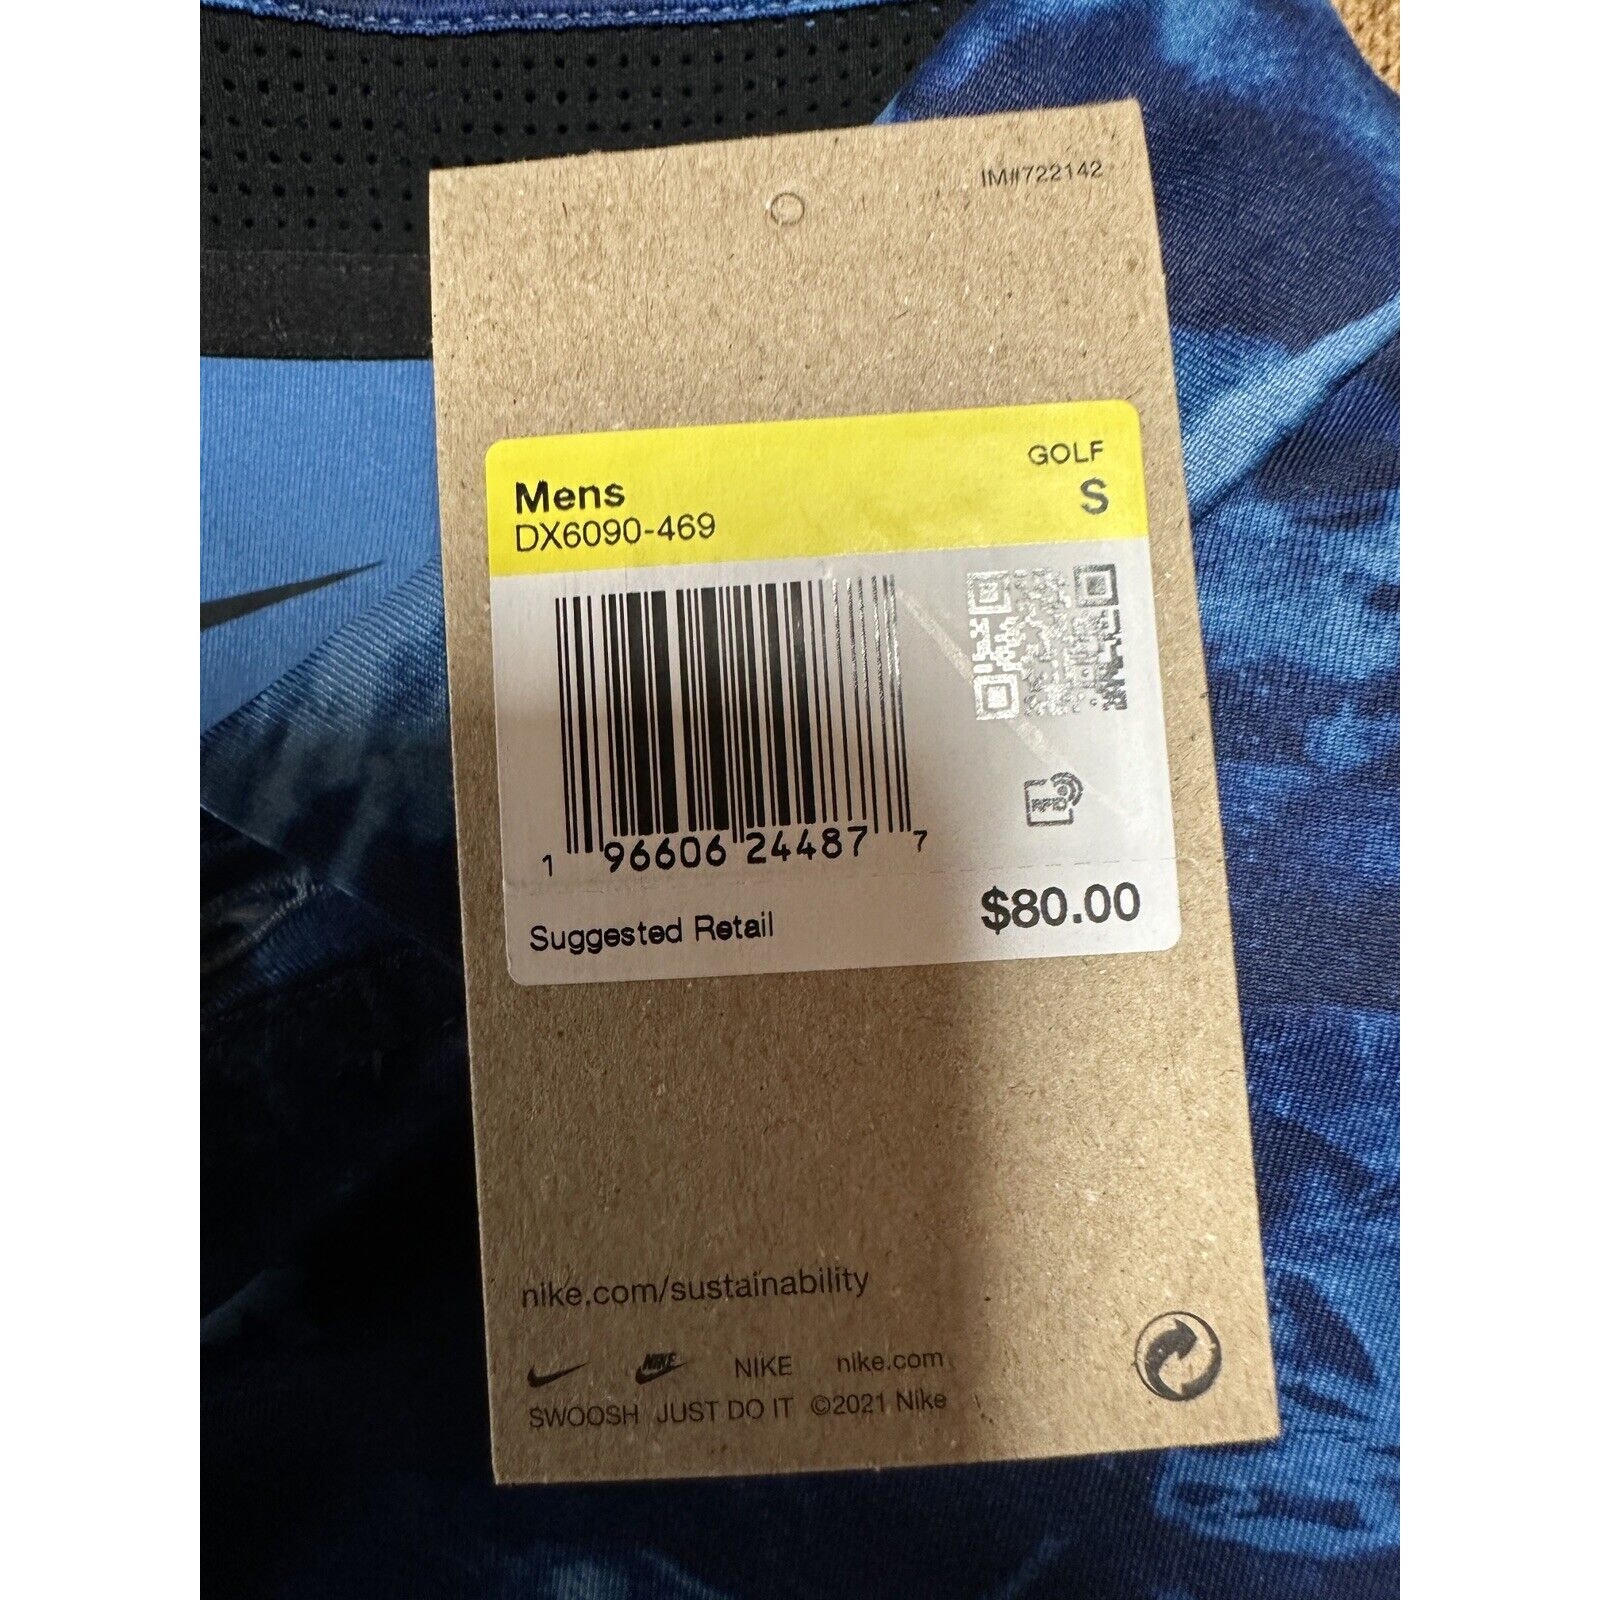 IM#722142
GOLF
Mens
S
DX6090-469
RFID
1 96606 24487 7
Suggested Retail
$80.00
nike.com/sustainability
NIKE NIKE nike.com
SWOOSH JUST DO IT ©2021 Nike